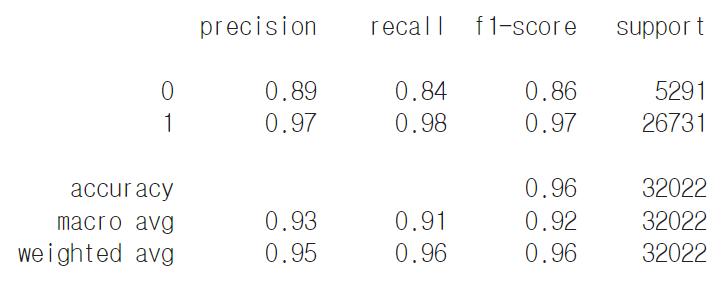 precision recall f1-score support
0 0.89 0.84 0.86 5291
1 0.97 0.98 0.97 26731
accuracy 0.96 32022
macro avg 0.93 0.91 0.92 32022
weighted avg 0.95 0.96 0.96 32022